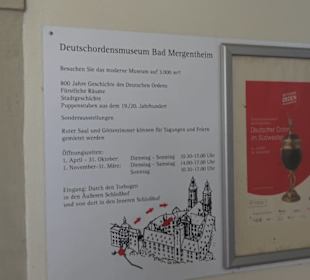 Deutschordensmuseum Bad Mergentheim
Besuchen Sie das moderne Museum auf 3.000 m²!
800 Jahre Geschichte des Deutschen Ordens
Fürstliche Räume
Stadtgeschichte
Puppenstuben aus dem 19./20. Jahrhundert
Sonderausstellungen
Roter Saal und Götzenzimmer können für Tagungen und Feiern
gemietet werden
Öffnungszeiten:
1. April - 31. Oktober: Dienstag - Sonntag 10.30-17.00 Uhr
1. November-31. März: Dienstag - Samstag 14.00-17.00 Uhr
Sonntag 10.30-17.00 Uhr
Eingang: Durch den Torbogen
in den Äußeren Schloßhof
und von dort in den Inneren Schloßhof
Deutscher Orden
im Südwesten